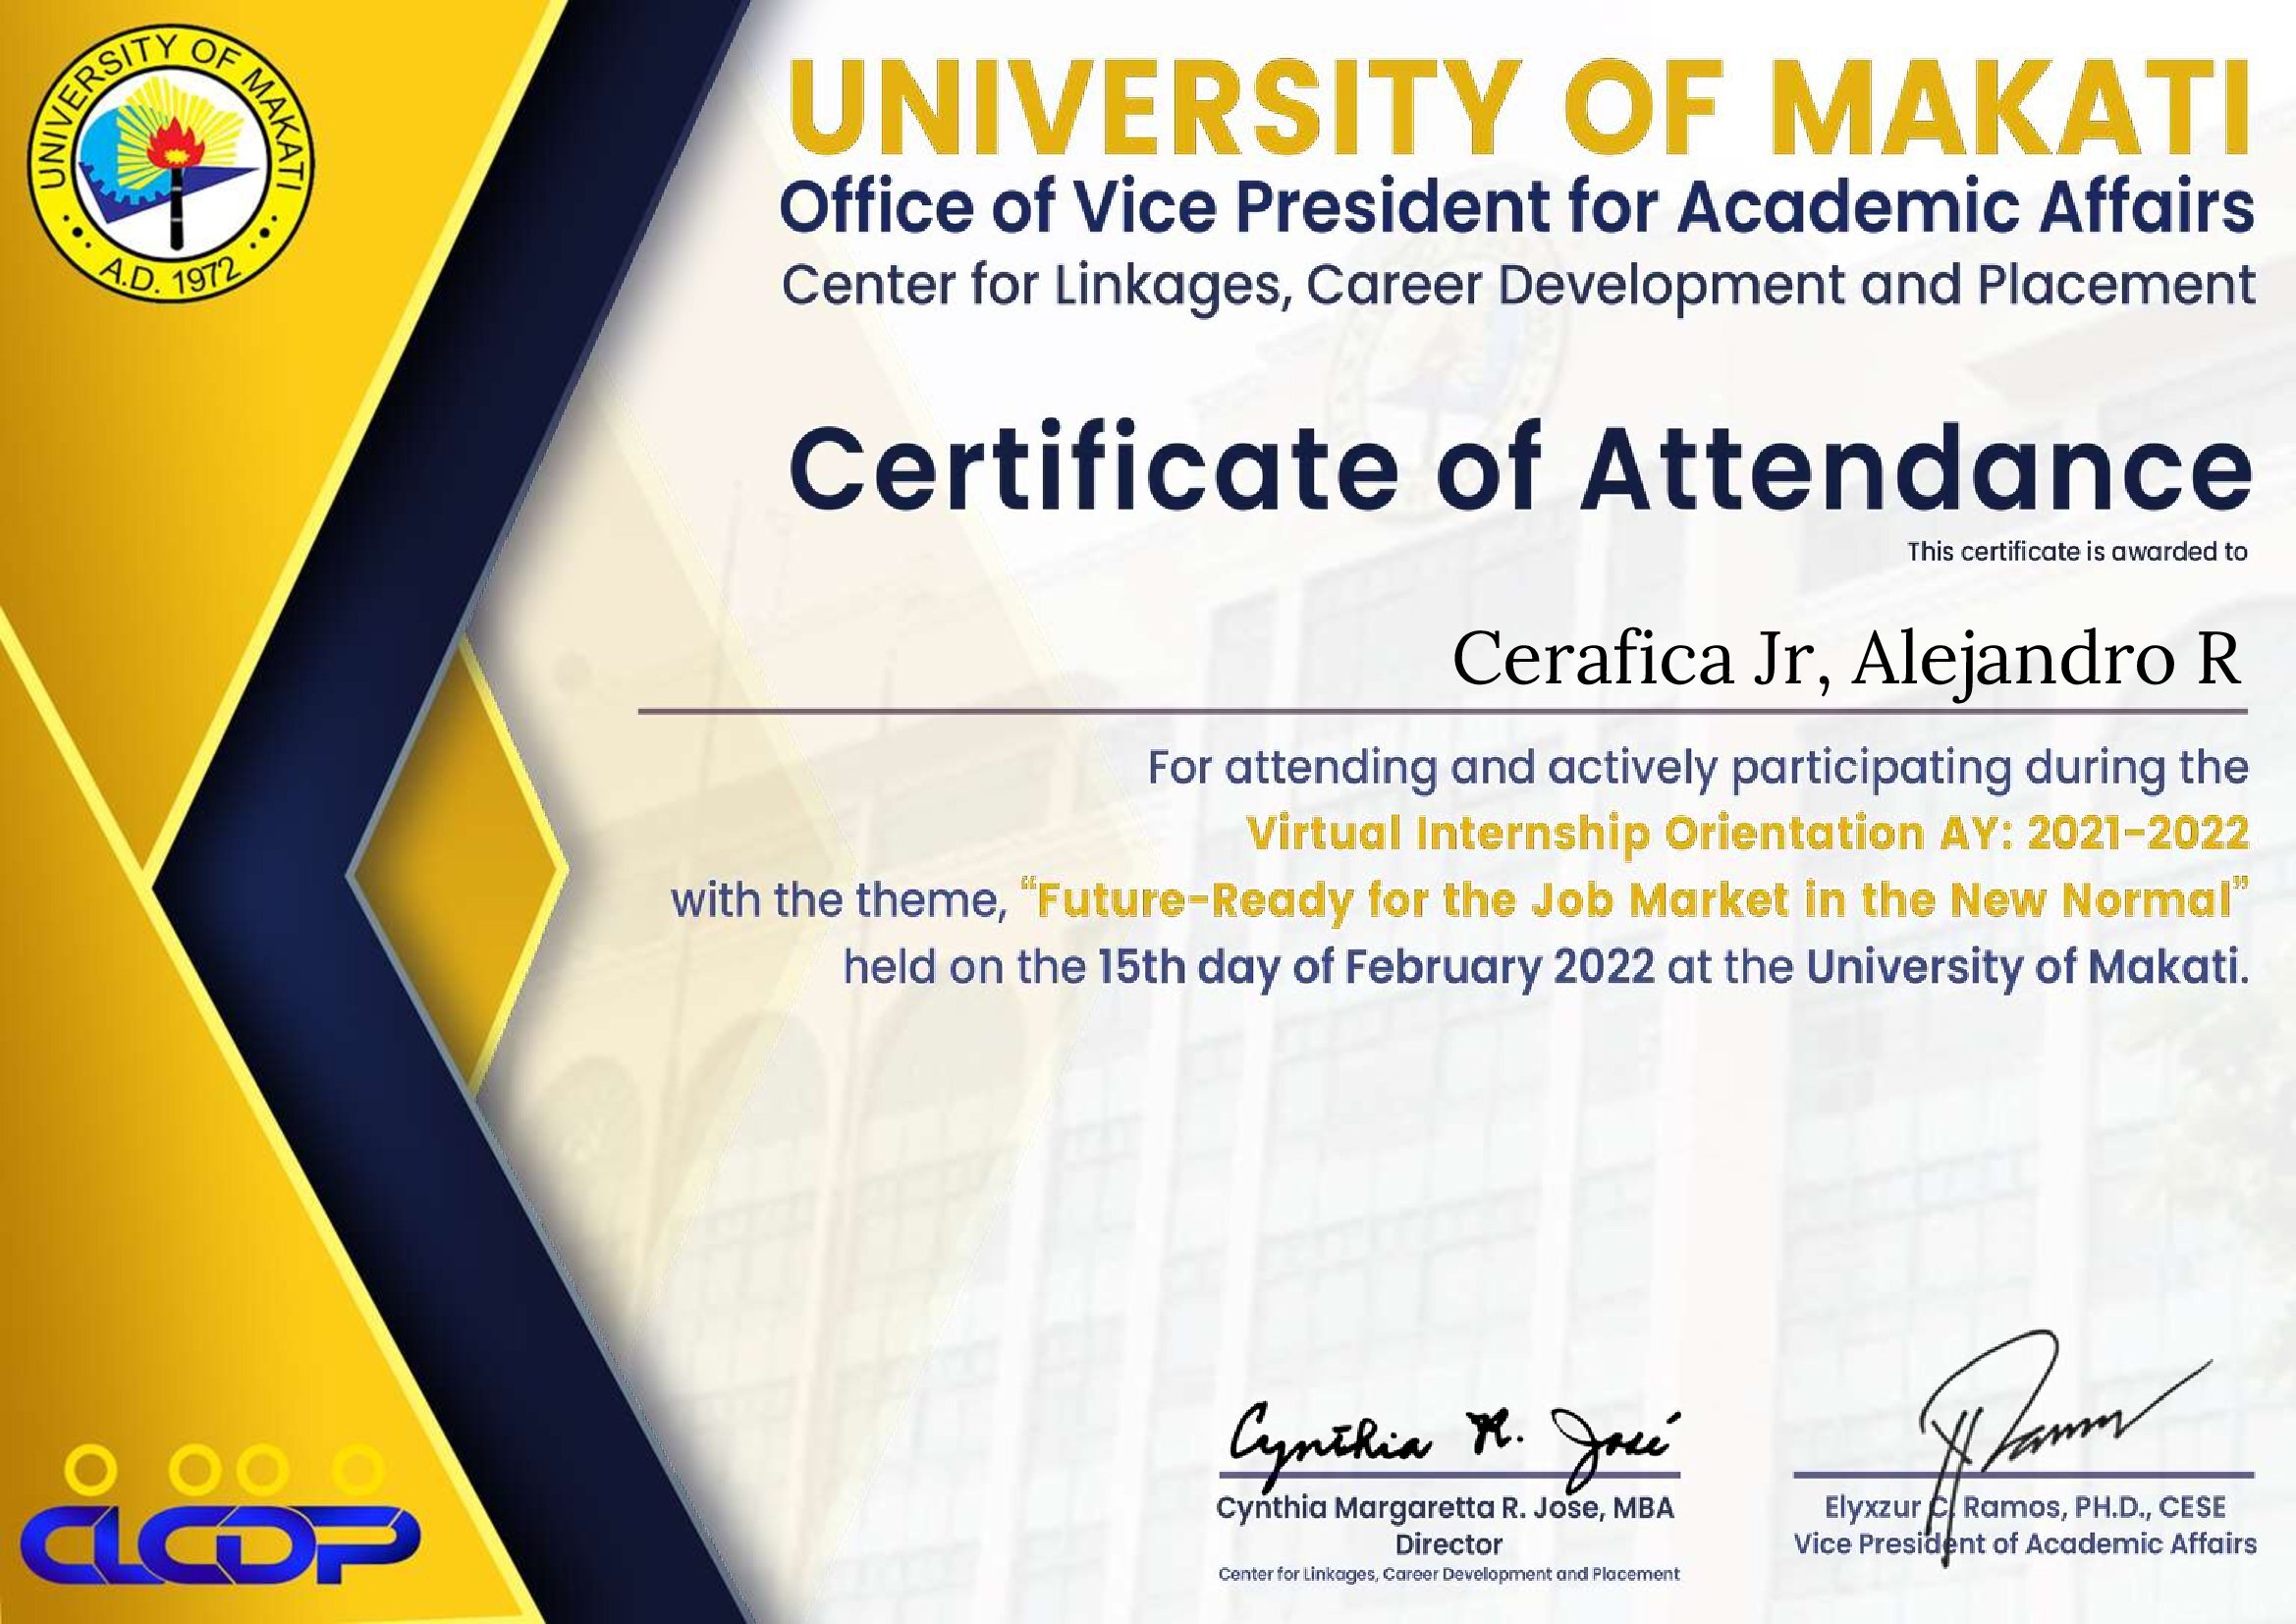 UNIVERSITY OF MAKATI
A.D. 1972
UNIVERSITY OF MAKATI
Office of Vice President for Academic Affairs
Center for Linkages, Career Development and Placement
Certificate of Attendance
This certificate is awarded to
Cerafica Jr, Alejandro R
For attending and actively participating during the
Virtual Internship Orientation AY: 2021-2022
with the theme, “Future-Ready for the Job Market in the New Normal”
held on the 15th day of February 2022 at the University of Makati.
Cynthia R. José
Cynthia Margaretta R. Jose, MBA
Director
Center for Linkages, Career Development and Placement
Elyxzur C. Ramos, PH.D., CESE
Vice President of Academic Affairs
CLCDP